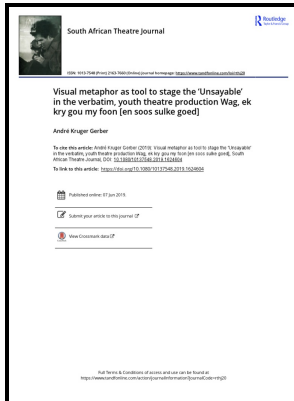 Routledge
Taylor & Francis Group
South African Theatre Journal
ISSN: 1013-7548 (Print) 2163-7660 (Online) Journal homepage: https://www.tandfonline.com/loi/rthj20
Visual metaphor as tool to stage the ‘Unsayable’
in the verbatim, youth theatre production Wag, ek
kry gou my foon [en soos sulke goed]
André Kruger Gerber
To cite this article: André Kruger Gerber (2019): Visual metaphor as tool to stage the ‘Unsayable’
in the verbatim, youth theatre production Wag, ek kry gou my foon [en soos sulke goed], South
African Theatre Journal, DOI: 10.1080/10137548.2019.1624604
To link to this article: https://doi.org/10.1080/10137548.2019.1624604
Published online: 07 Jun 2019.
Submit your article to this journal
View Crossmark data
Full Terms & Conditions of access and use can be found at
https://www.tandfonline.com/action/journalInformation?journalCode=rthj20